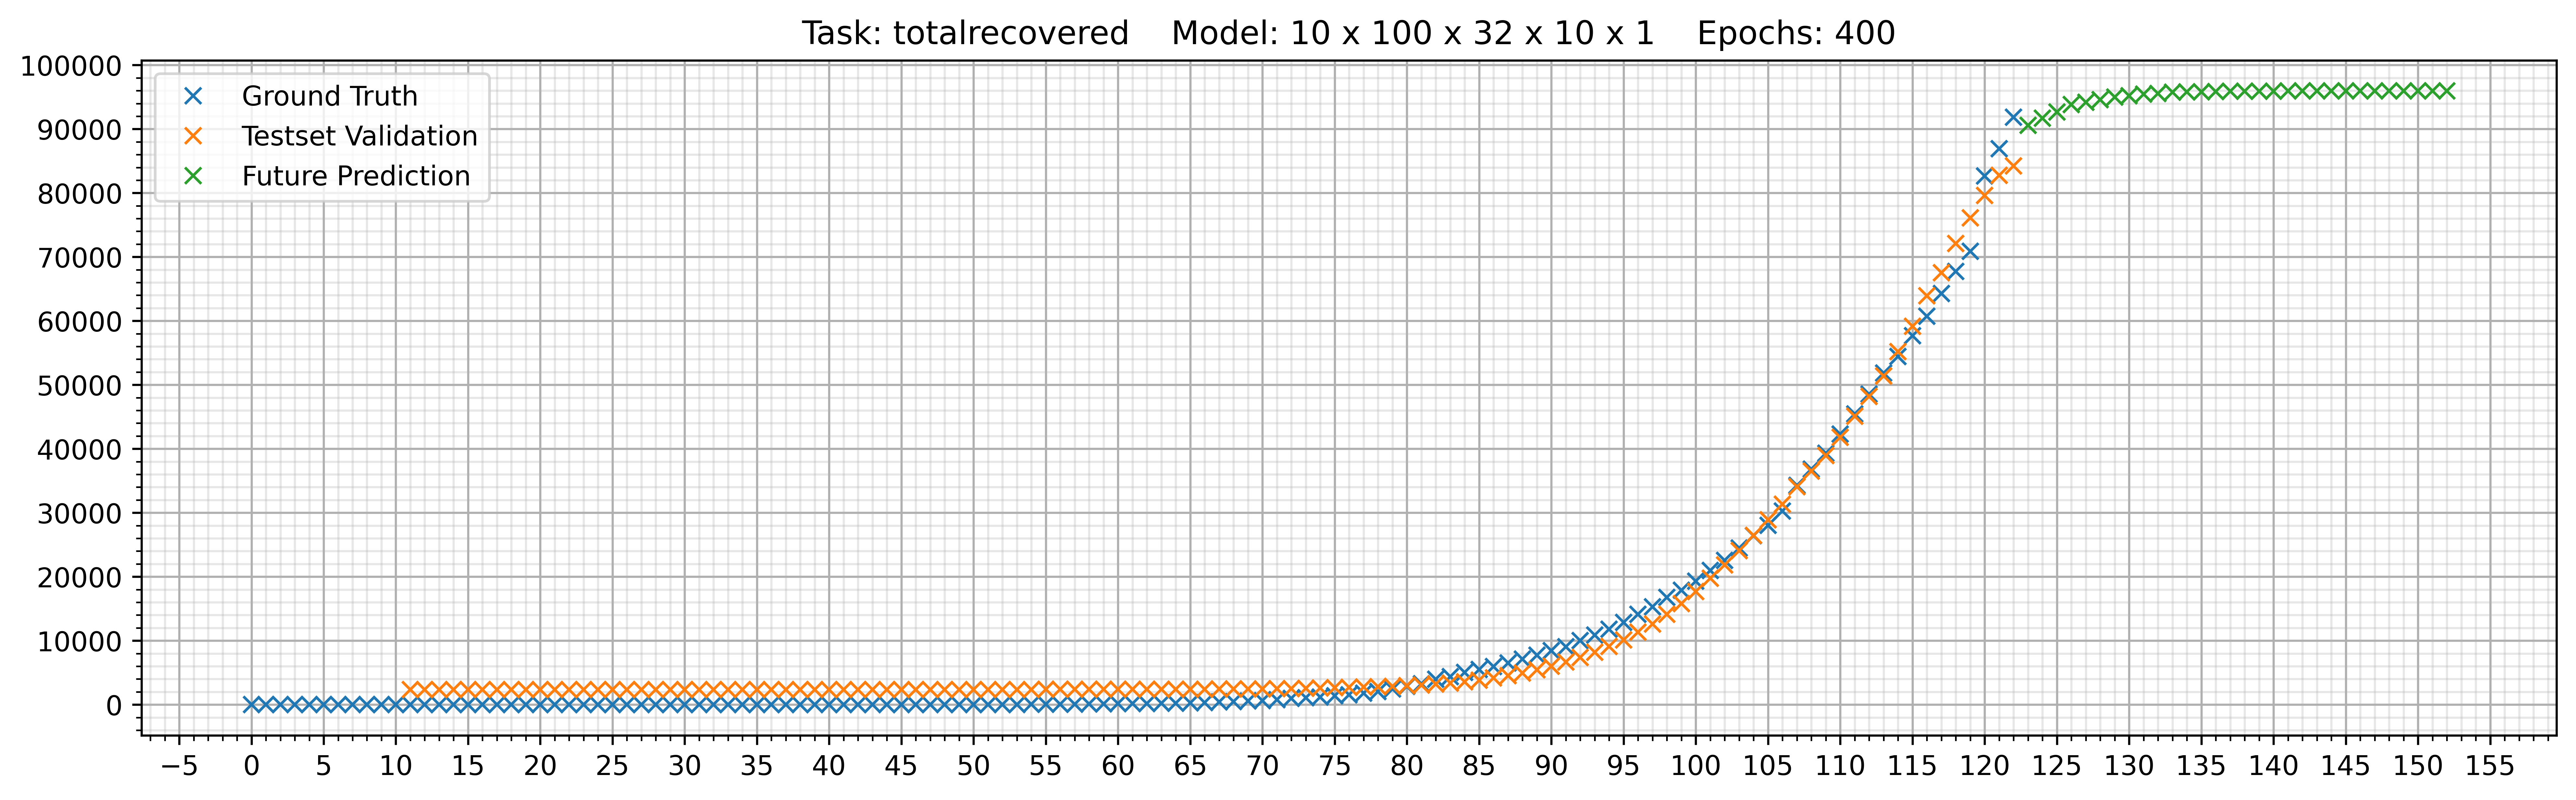 Task: totalrecovered    Model: 10 x 100 x 32 x 10 x 1    Epochs: 400
100000
90000
80000
70000
60000
50000
40000
30000
20000
10000
0
Ground Truth
Testset Validation
Future Prediction
−5 0 5 10 15 20 25 30 35 40 45 50 55 60 65 70 75 80 85 90 95 100 105 110 115 120 125 130 135 140 145 150 155